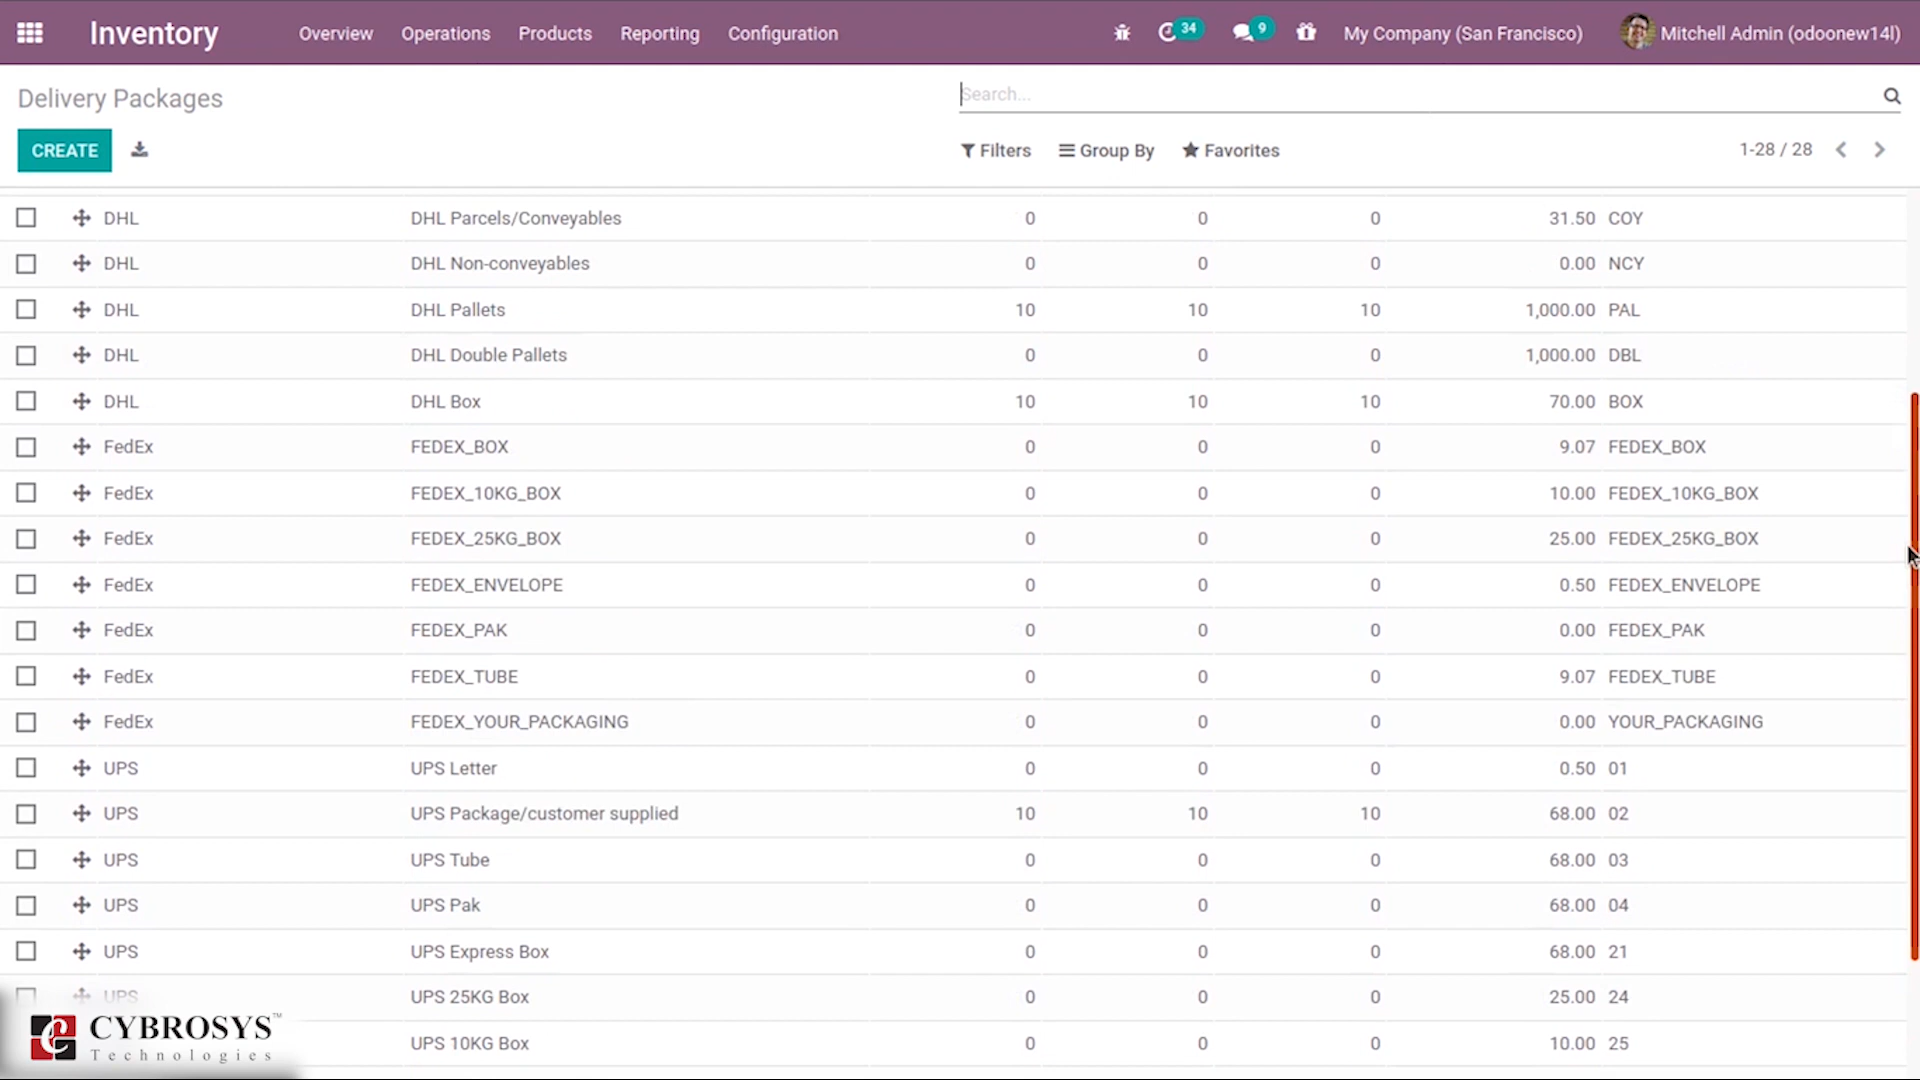 Inventory Overview Operations Products Reporting Configuration 34 9 My Company (San Francisco) Mitchell Admin (odoonew14l)
Delivery Packages Search...
CREATE Filters Group By Favorites 1-28 / 28
DHL DHL Parcels/Conveyables 0 0 0 31.50 COY
DHL DHL Non-conveyables 0 0 0 0.00 NCY
DHL DHL Pallets 10 10 10 1,000.00 PAL
DHL DHL Double Pallets 0 0 0 1,000.00 DBL
DHL DHL Box 10 10 10 70.00 BOX
FedEx FEDEX_BOX 0 0 0 9.07 FEDEX_BOX
FedEx FEDEX_10KG_BOX 0 0 0 10.00 FEDEX_10KG_BOX
FedEx FEDEX_25KG_BOX 0 0 0 25.00 FEDEX_25KG_BOX
FedEx FEDEX_ENVELOPE 0 0 0 0.50 FEDEX_ENVELOPE
FedEx FEDEX_PAK 0 0 0 0.00 FEDEX_PAK
FedEx FEDEX_TUBE 0 0 0 9.07 FEDEX_TUBE
FedEx FEDEX_YOUR_PACKAGING 0 0 0 0.00 YOUR_PACKAGING
UPS UPS Letter 0 0 0 0.50 01
UPS UPS Package/customer supplied 10 10 10 68.00 02
UPS UPS Tube 0 0 0 68.00 03
UPS UPS Pak 0 0 0 68.00 04
UPS UPS Express Box 0 0 0 68.00 21
UPS UPS 25KG Box 0 0 0 25.00 24
UPS 10KG Box 0 0 0 10.00 25
CYBROSYS™
Technologies